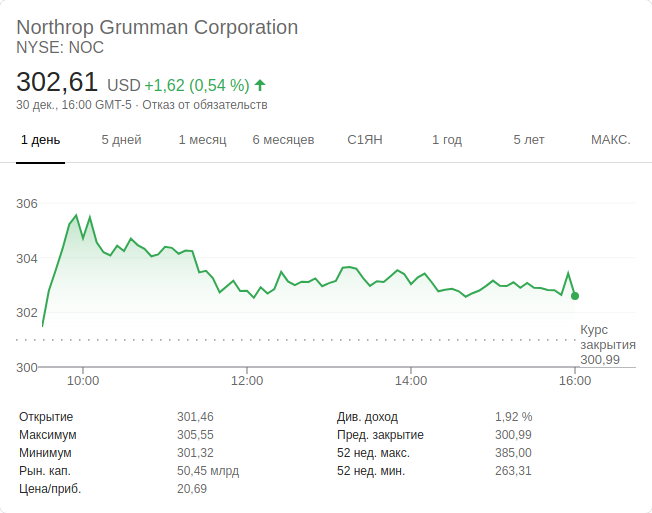 Northrop Grumman Corporation
NYSE: NOC
302,61 USD +1,62 (0,54 %)
30 дек., 16:00 GMT-5 · Отказ от обязательств
1 день 5 дней 1 месяц 6 месяцев С1ЯН 1 год 5 лет МАКС.
306
304
302
300
Курс
закрытия
300,99
10:00 12:00 14:00 16:00
Открытие 301,46 Див. доход 1,92 %
Максимум 305,55 Пред. закрытие 300,99
Минимум 301,32 52 нед. макс. 385,00
Рын. кап. 50,45 млрд 52 нед. мин. 263,31
Цена/приб. 20,69